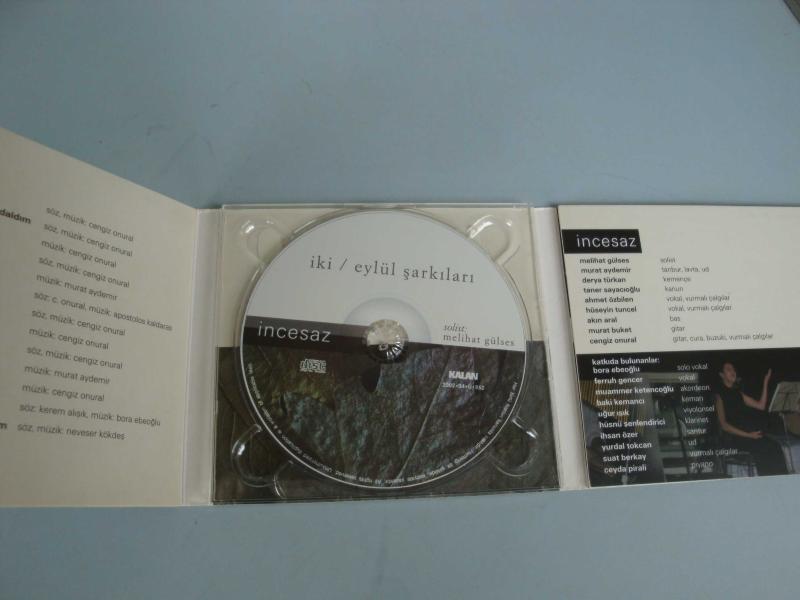 daldım
söz, müzik: cengiz onural
söz, müzik: cengiz onural
müzik: cengiz onural
söz, müzik: cengiz onural
müzik: murat aydemir
söz: c. onural, müzik: apostolos kaldaras
söz, müzik: cengiz onural
müzik: cengiz onural
söz, müzik: cengiz onural
müzik: murat aydemir
müzik: cengiz onural
söz: kerem alışık, müzik: bora ebeoğlu
söz, müzik: neveser kökdeş
iki / eylül şarkıları
incesaz
solist:
melihat gülses
disc
KALAN
incesaz
melihat gülses solist
murat aydemir tanbur, lavta, ud
derya türkan kemençe
taner sayacıoğlu kanun
ahmet özbilen vokal, vurmalı çalgılar
hüseyin tuncel vokal, vurmalı çalgılar
akın aral bas
murat buket gitar
cengiz onural gitar, cura, buzuki, vurmalı çalgılar
katkıda bulunanlar:
bora ebeoğlu solo vokal
ferruh gencer vokal
muammer ketencoğlu akordeon
baki kemancı keman
uğur ışık viyolonsel
hüsnü şenlendirici klarinet
ihsan özer santur
yurdal tokcan ud
suat berkay vurmalı çalgılar
ceyda pirali piyano